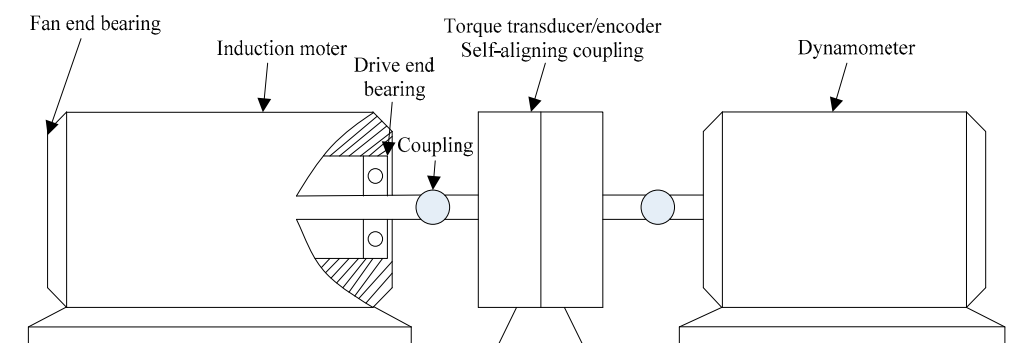 Fan end bearing
Induction moter
Drive end
bearing
Coupling
Torque transducer/encoder
Self-aligning coupling
Dynamometer